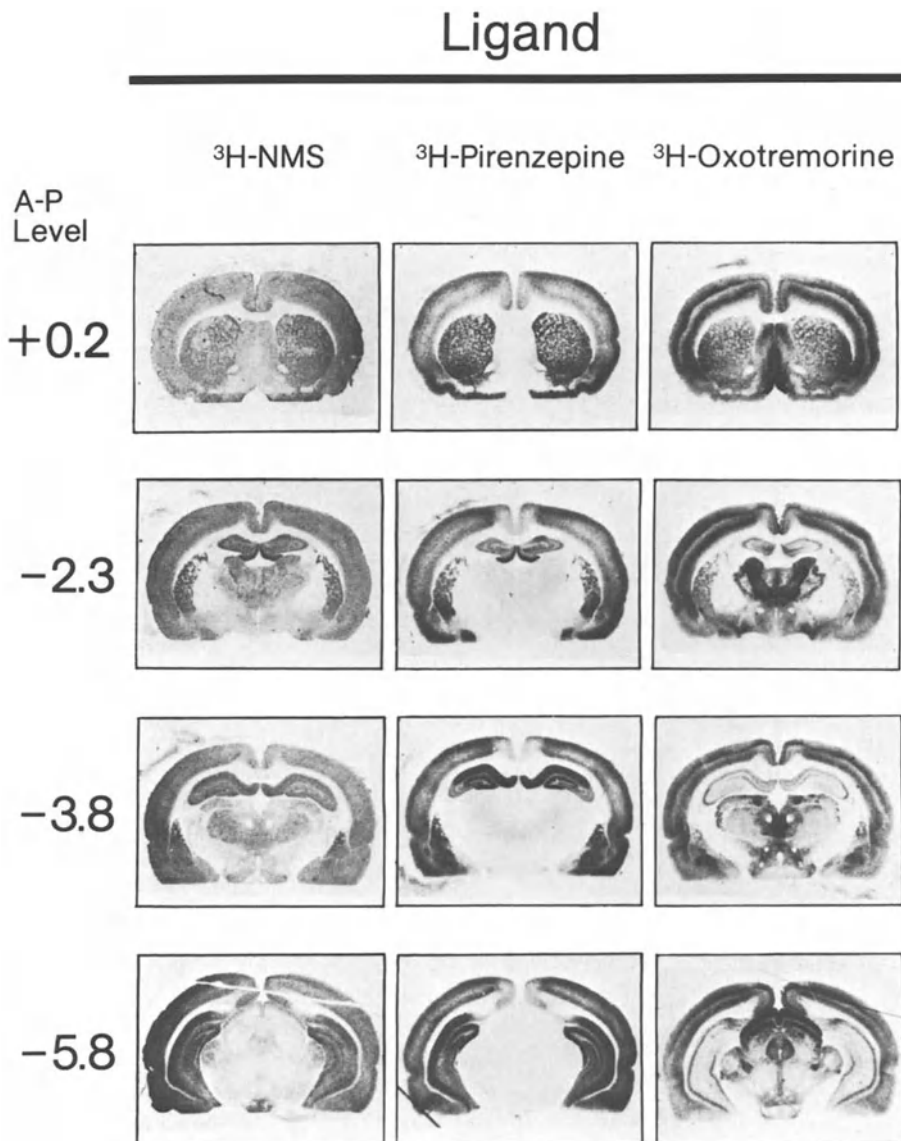 Ligand
³H-NMS ³H-Pirenzepine ³H-Oxotremorine
A-P
Level
+0.2
−2.3
−3.8
−5.8